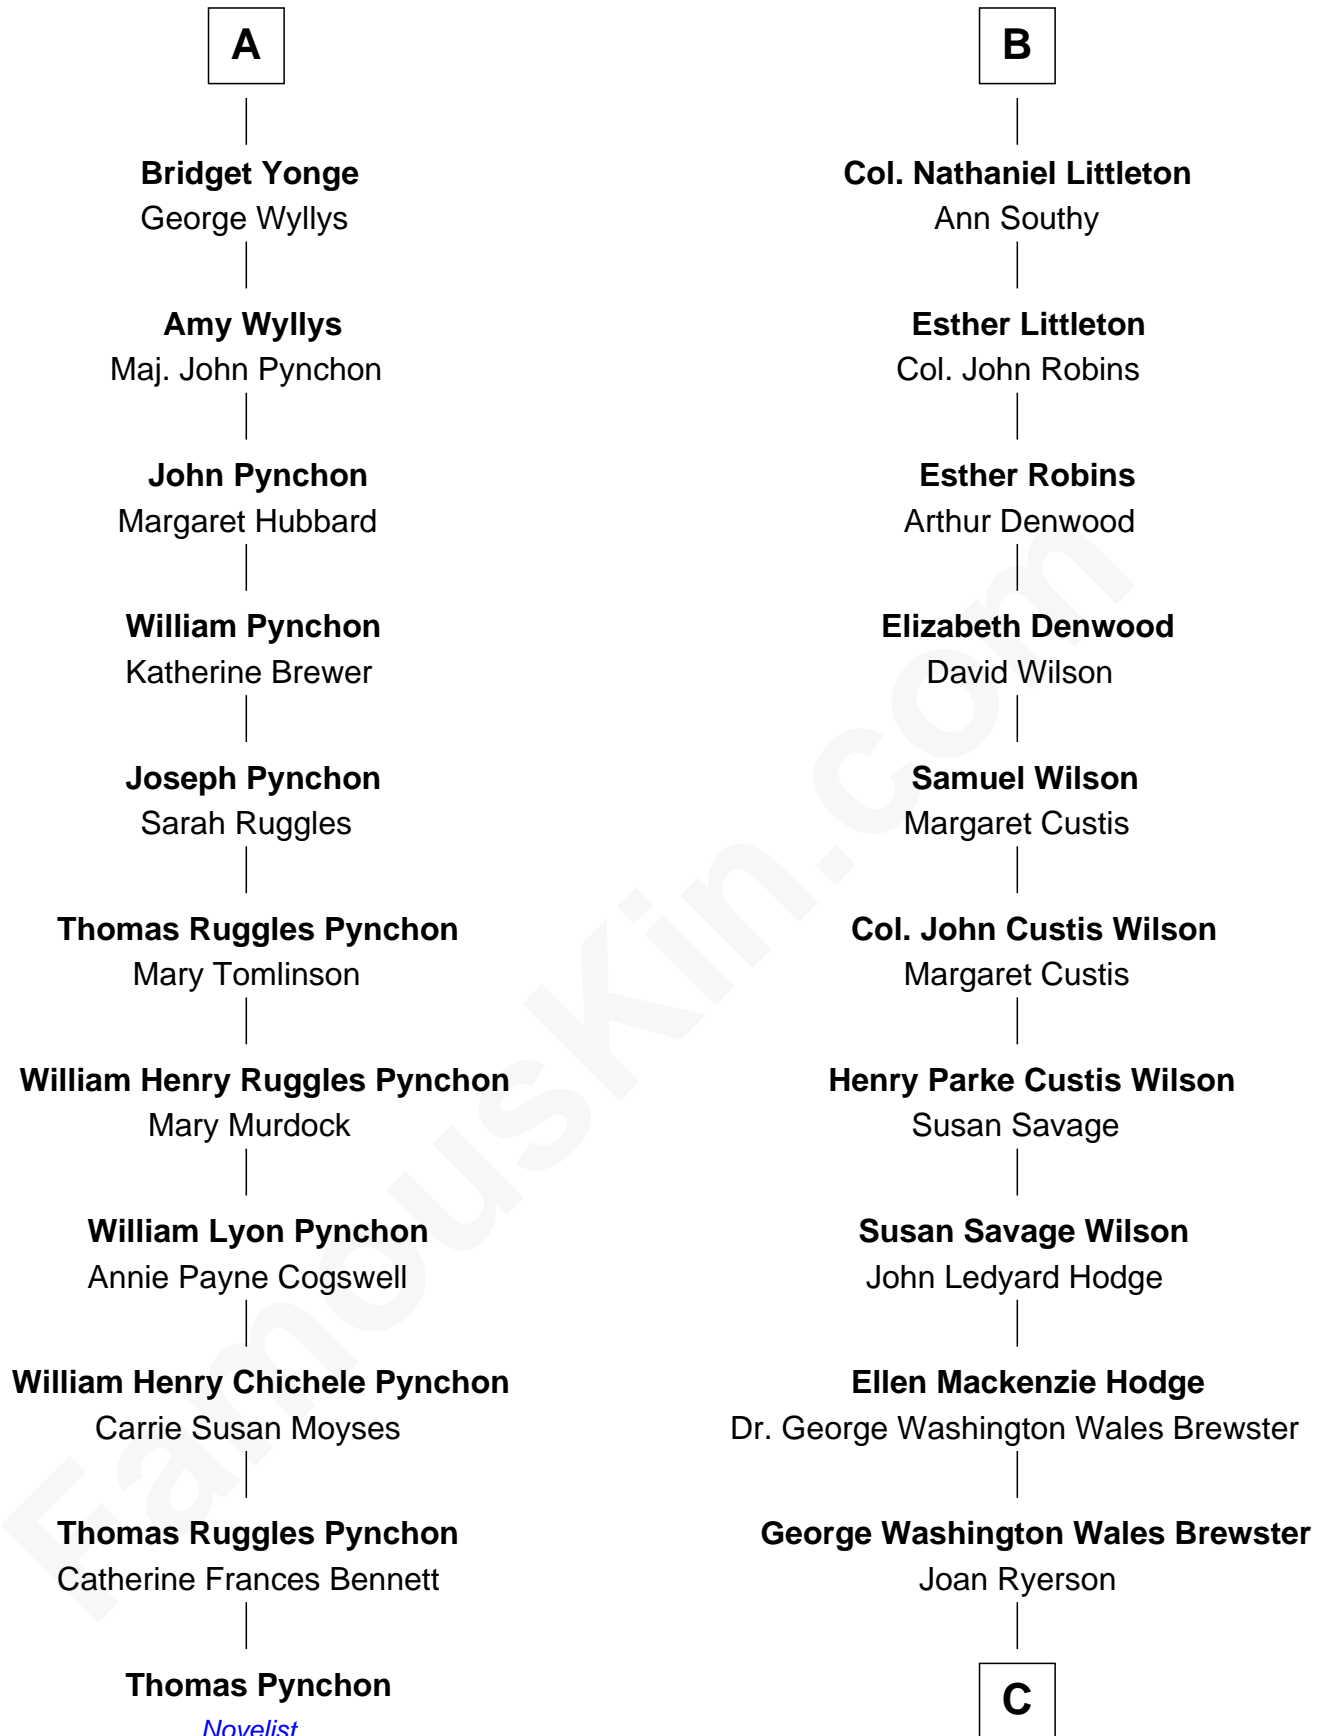 A
Bridget Yonge
George Wyllys
Amy Wyllys
Maj. John Pynchon
John Pynchon
Margaret Hubbard
William Pynchon
Katherine Brewer
Joseph Pynchon
Sarah Ruggles
Thomas Ruggles Pynchon
Mary Tomlinson
William Henry Ruggles Pynchon
Mary Murdock
William Lyon Pynchon
Annie Payne Cogswell
William Henry Chichele Pynchon
Carrie Susan Moyses
Thomas Ruggles Pynchon
Catherine Frances Bennett
Thomas Pynchon
Novelist
B
Col. Nathaniel Littleton
Ann Southy
Esther Littleton
Col. John Robins
Esther Robins
Arthur Denwood
Elizabeth Denwood
David Wilson
Samuel Wilson
Margaret Custis
Col. John Custis Wilson
Margaret Custis
Henry Parke Custis Wilson
Susan Savage
Susan Savage Wilson
John Ledyard Hodge
Ellen Mackenzie Hodge
Dr. George Washington Wales Brewster
George Washington Wales Brewster
Joan Ryerson
C
FamousKin.com